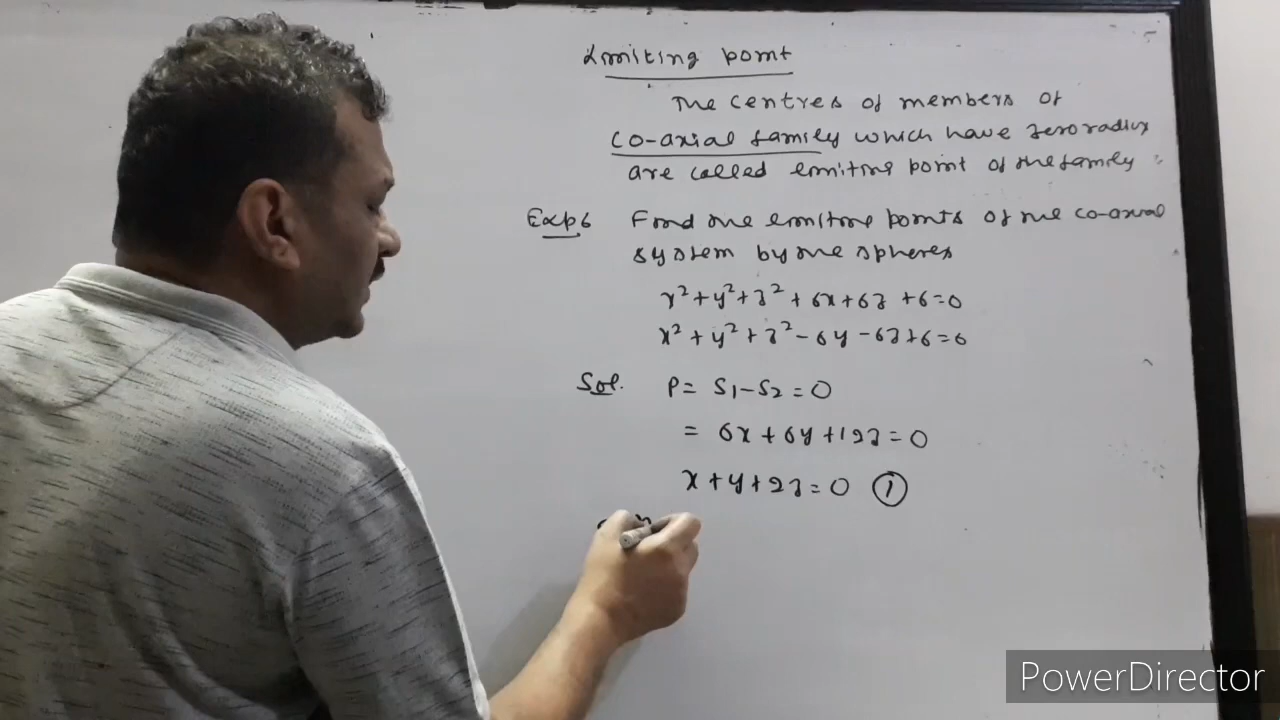 Limiting point
The centres of members of
co-axial family which have zero radius
are called limiting point of the family
Exp 6 Find the limiting points of the co-axial
system by the spheres
x²+y²+z²+6x+6z+6=0
x²+y²+z²-6y-6z+6=0
Sol. P= S₁-S₂=0
= 6x+6y+12z=0
x+y+2z=0 ①
PowerDirector